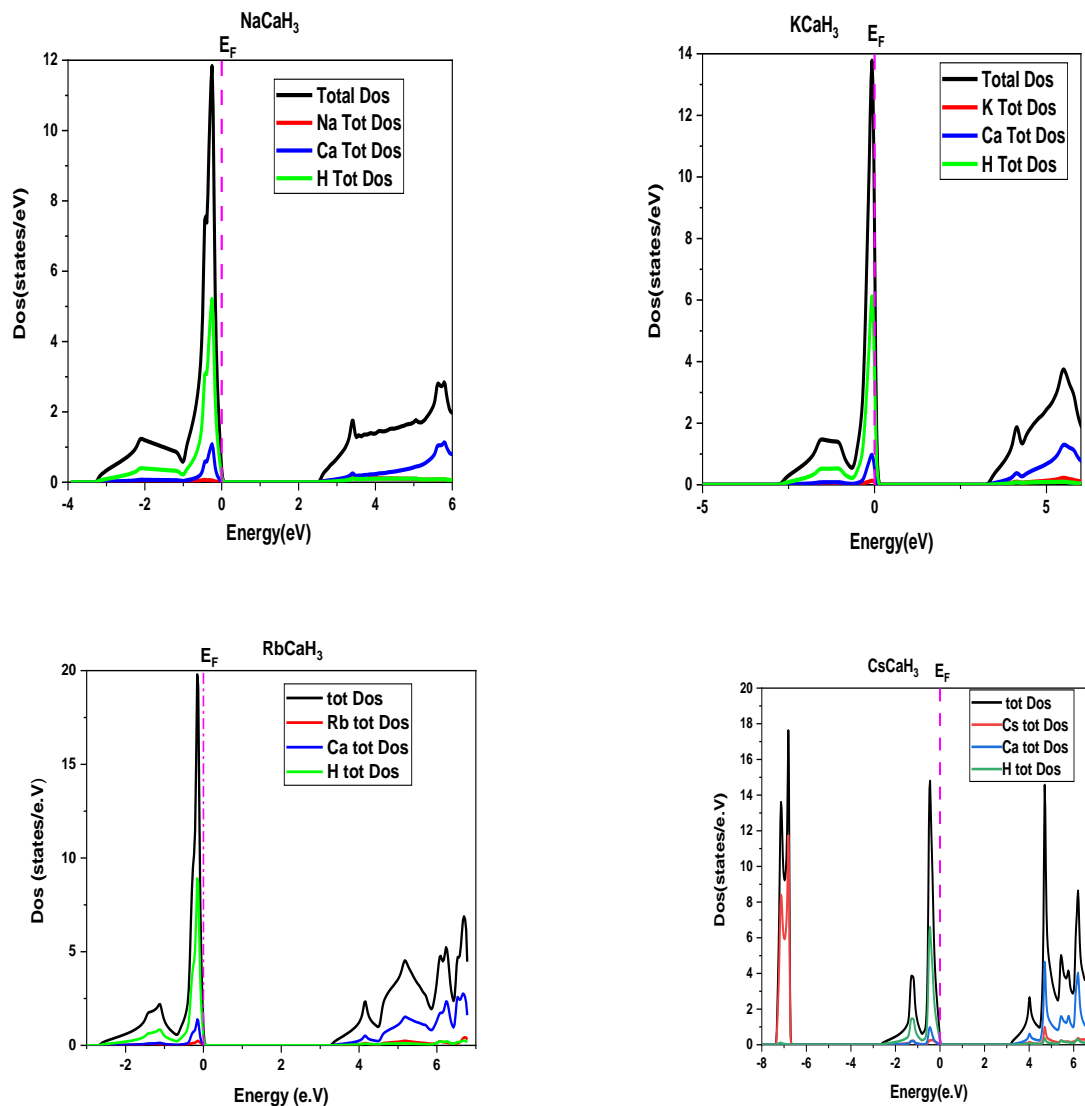 NaCaH₃
E_F
12
10
8
6
4
2
0
Dos(states/eV)
Total Dos
Na Tot Dos
Ca Tot Dos
H Tot Dos
-4 -2 0 2 4 6
Energy(eV)
KCaH₃
E_F
14
12
10
8
6
4
2
0
Dos(states/eV)
Total Dos
K Tot Dos
Ca Tot Dos
H Tot Dos
-5 0 5
Energy(eV)
RbCaH₃
E_F
20
15
10
5
0
Dos (states/e.V)
tot Dos
Rb tot Dos
Ca tot Dos
H tot Dos
-2 0 2 4 6
Energy (e.V)
CsCaH₃ E_F
20
18
16
14
12
10
8
6
4
2
0
Dos(states/e.V)
tot Dos
Cs tot Dos
Ca tot Dos
H tot Dos
-8 -6 -4 -2 0 2 4 6
Energy(e.V)